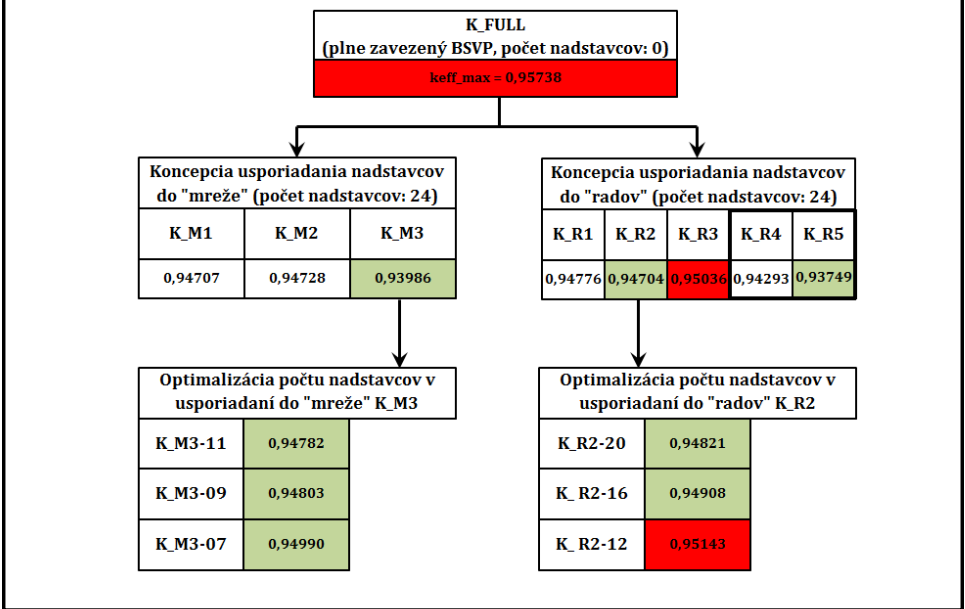 K_FULL
(plne zavezený BSVP, počet nadstavcov: 0)
keff_max = 0,95738
Koncepcia usporiadania nadstavcov
do "mreže" (počet nadstavcov: 24)
K_M1 K_M2 K_M3
0,94707 0,94728 0,93986
Koncepcia usporiadania nadstavcov
do "radov" (počet nadstavcov: 24)
K_R1 K_R2 K_R3 K_R4 K_R5
0,94776 0,94704 0,95036 0,94293 0,93749
Optimalizácia počtu nadstavcov v
usporiadaní do "mreže" K_M3
K_M3-11 0,94782
K_M3-09 0,94803
K_M3-07 0,94990
Optimalizácia počtu nadstavcov v
usporiadaní do "radov" K_R2
K_R2-20 0,94821
K_ R2-16 0,94908
K_ R2-12 0,95143